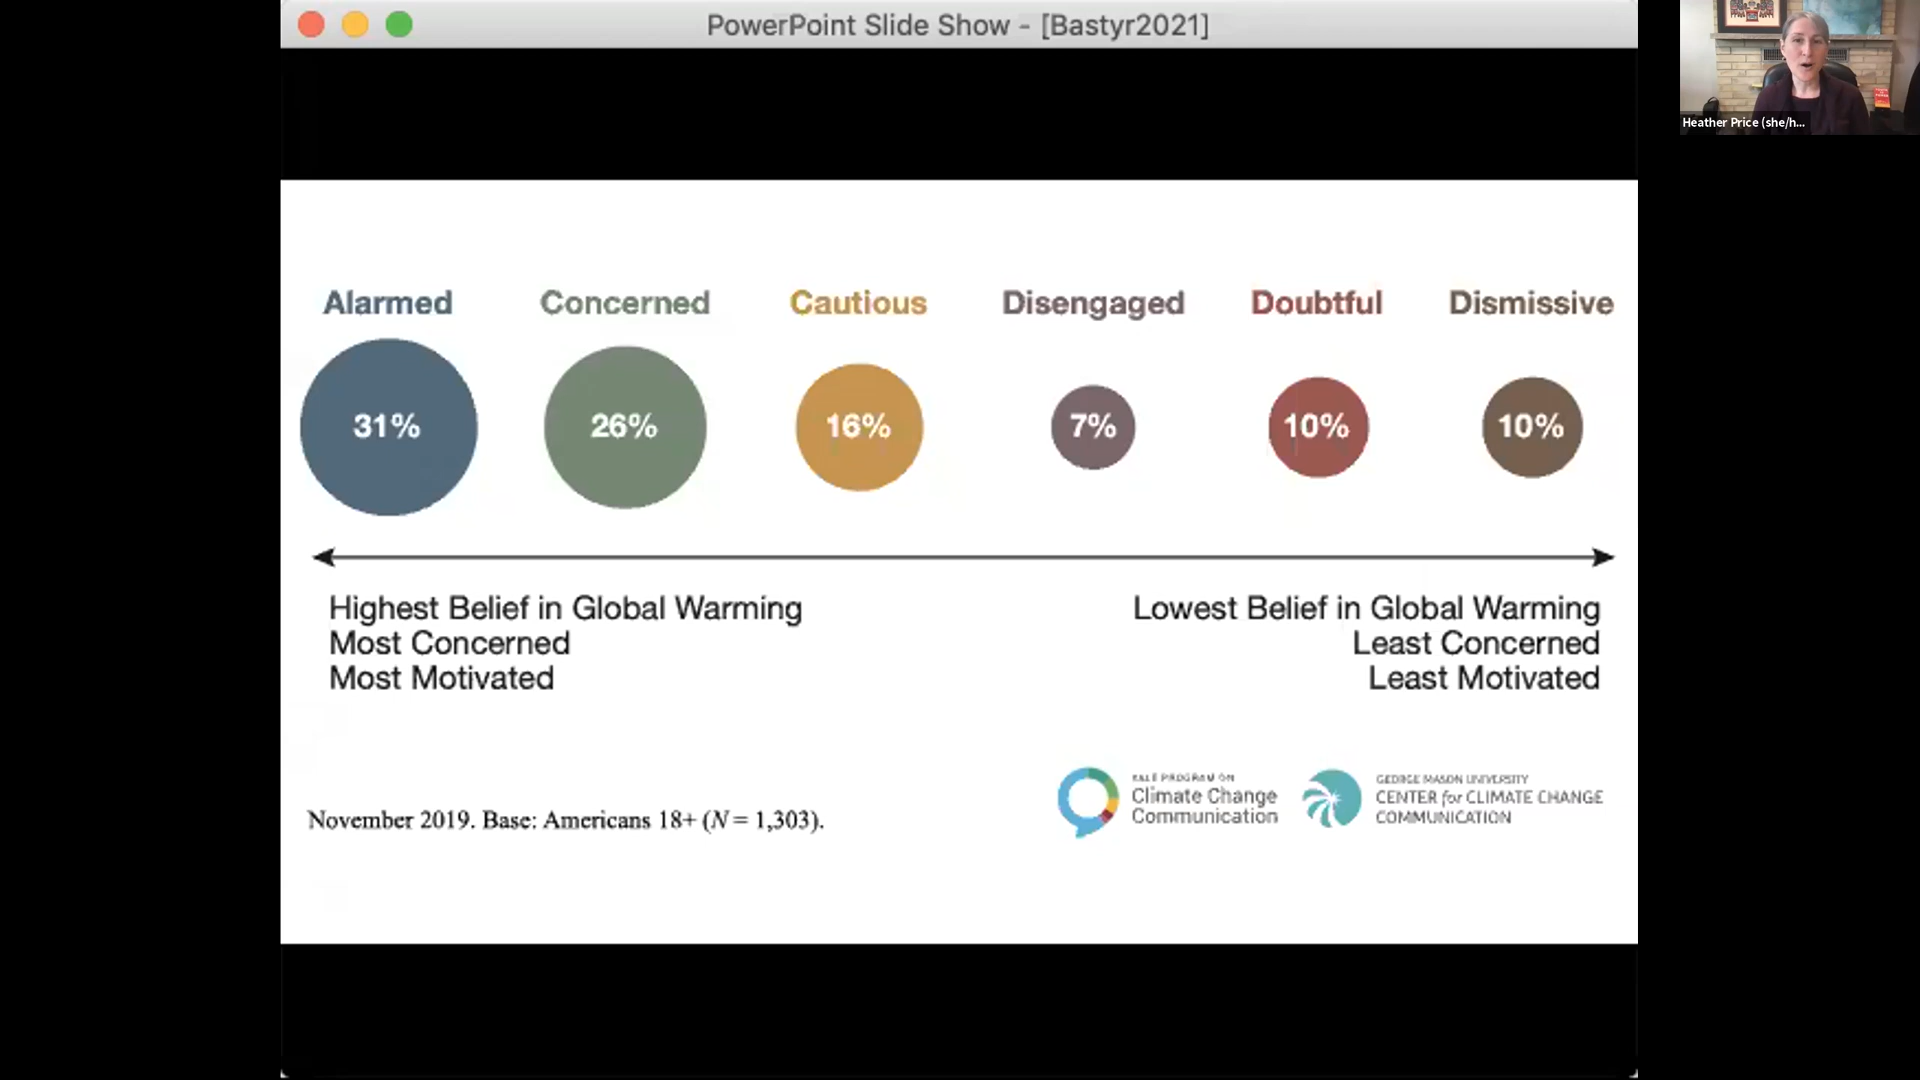 PowerPoint Slide Show - [Bastyr2021]
Heather Price (she/h...
Alarmed Concerned Cautious Disengaged Doubtful Dismissive
31% 26% 16% 7% 10% 10%
Highest Belief in Global Warming
Most Concerned
Most Motivated
Lowest Belief in Global Warming
Least Concerned
Least Motivated
November 2019. Base: Americans 18+ (N = 1,303).
YALE PROGRAM ON
Climate Change
Communication
GEORGE MASON UNIVERSITY
CENTER for CLIMATE CHANGE
COMMUNICATION